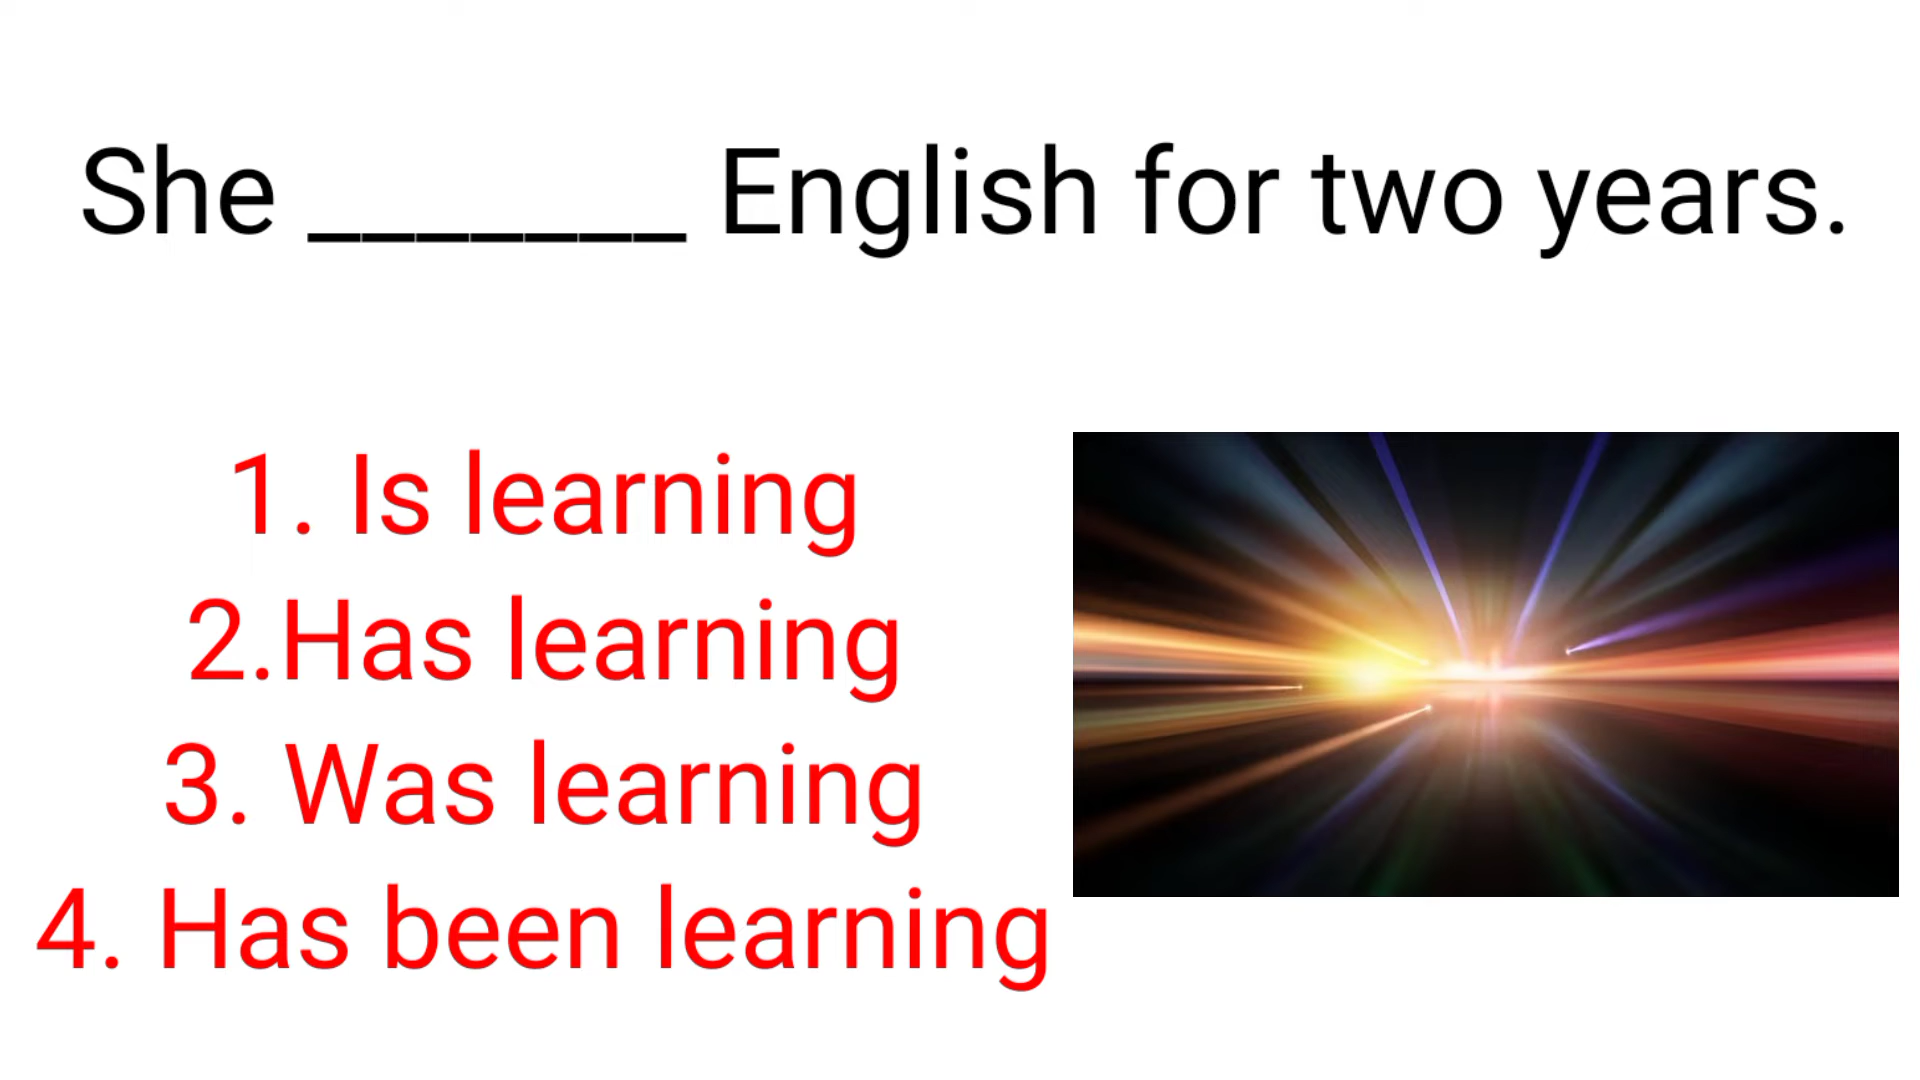 She _______ English for two years.
1. Is learning
2.Has learning
3. Was learning
4. Has been learning